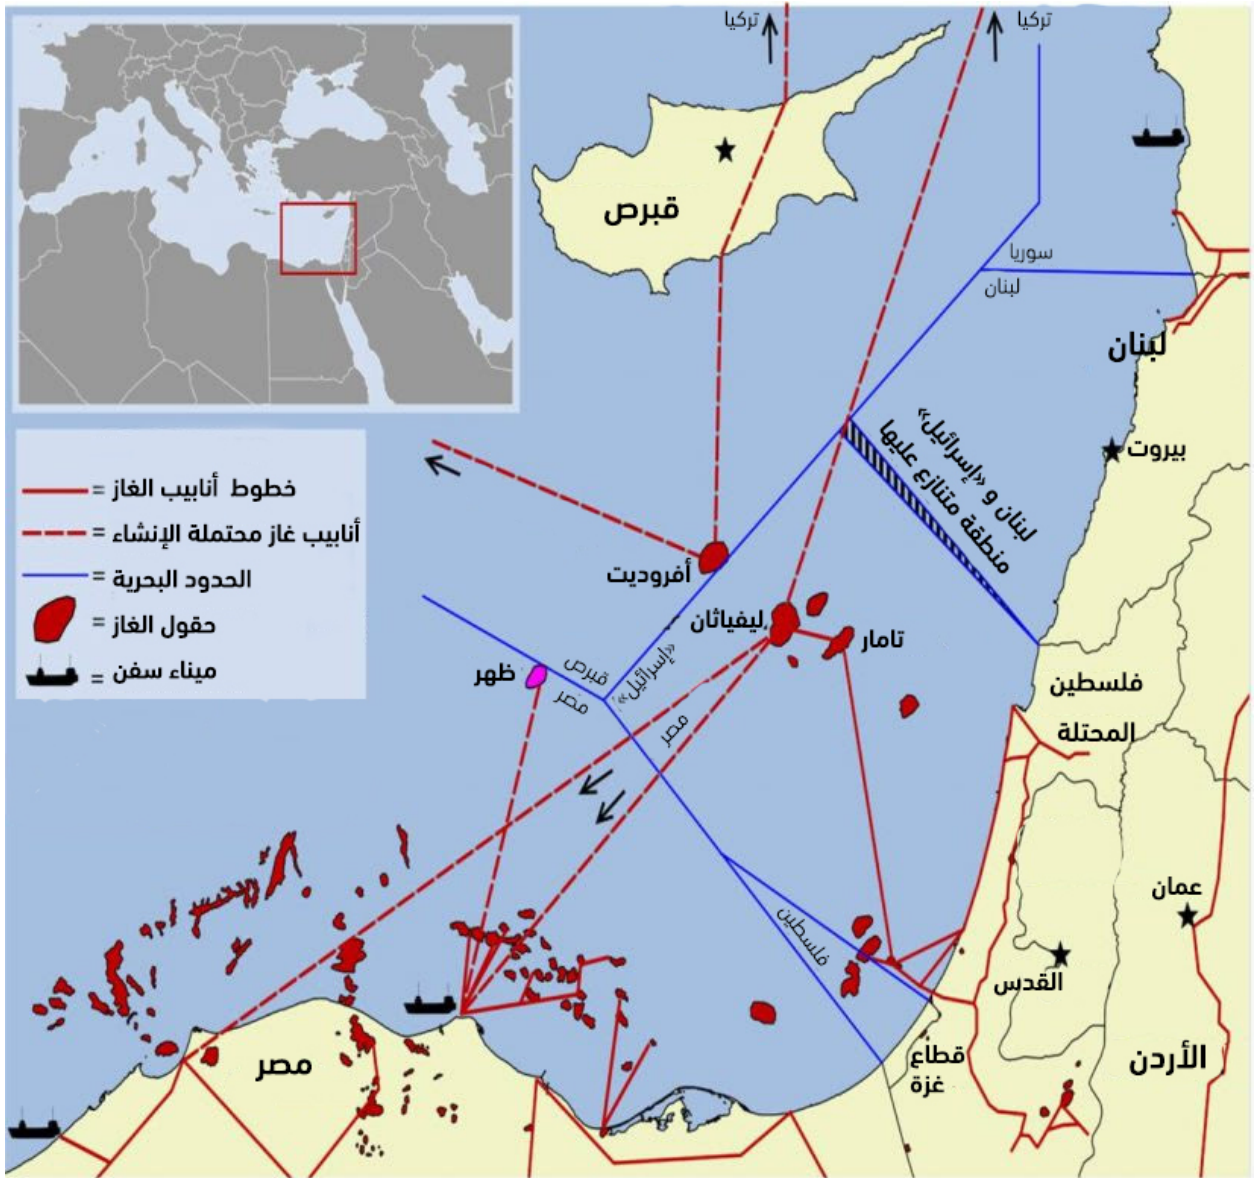 تركيا
تركيا
قبرص
سوريا
لبنان
لبنان
لبنان و «إسرائيل»
منطقة متنازع عليها
بيروت
خطوط أنابيب الغاز =
أنابيب غاز محتملة الإنشاء =
الحدود البحرية =
حقول الغاز =
ميناء سفن =
أفروديت
ليفياثان
تامار
ظهر
قبرص
مصر
«إسرائيل»
مصر
فلسطين
المحتلة
عمان
فلسطين
القدس
قطاع
غزة
الأردن
مصر